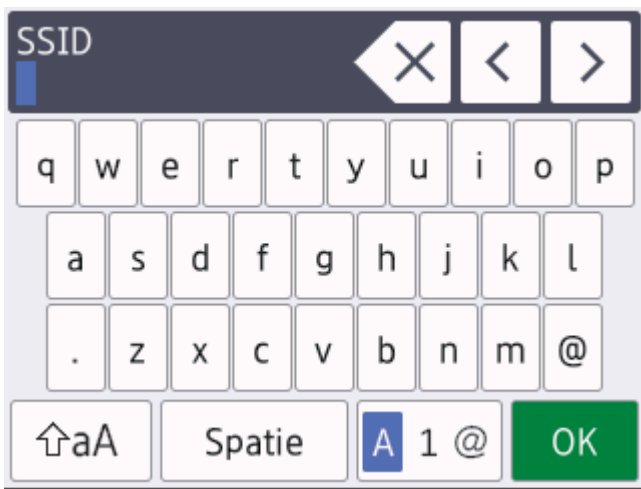 SSID
q w e r t y u i o p
a s d f g h j k l
. z x c v b n m @
aA Spatie A 1 @ OK